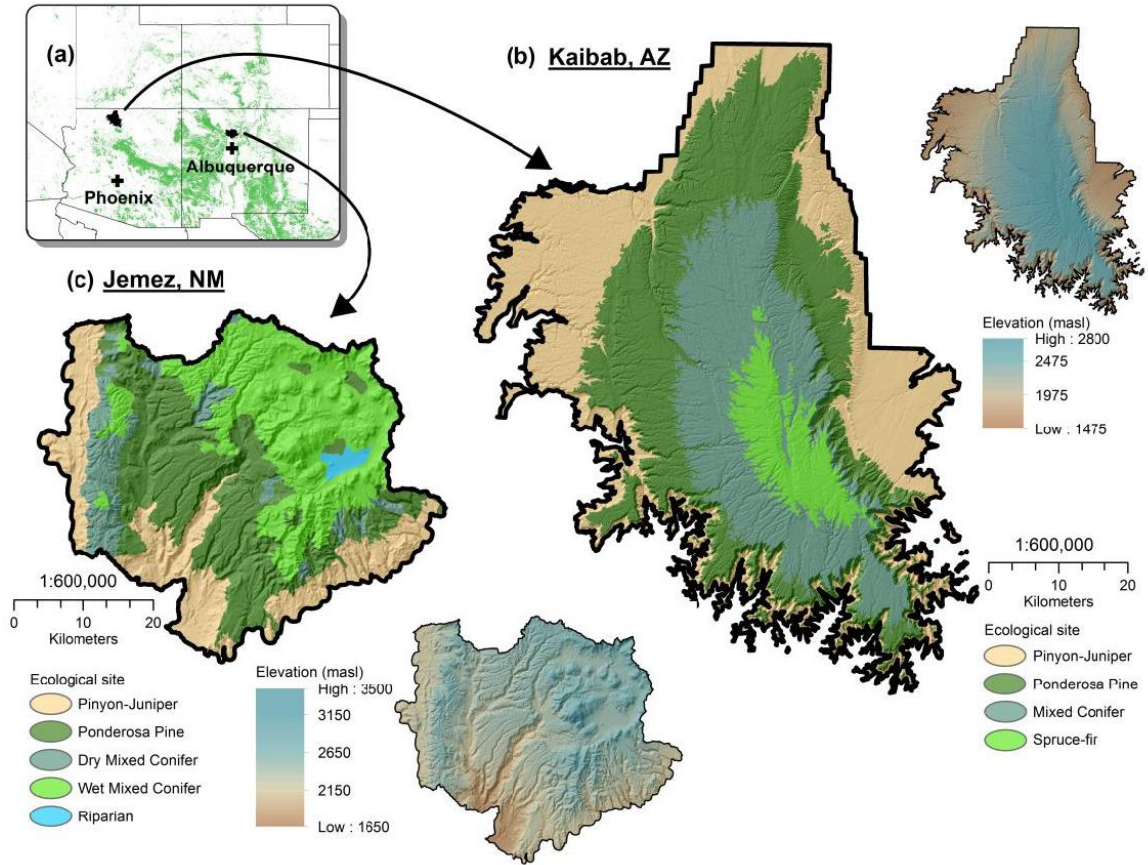 (a)
Albuquerque
Phoenix
(b) Kaibab, AZ
Elevation (masl)
High : 2800
2475
1975
Low : 1475
(c) Jemez, NM
1:600,000
0 10 20
Kilometers
1:600,000
0 10 20
Kilometers
Ecological site
Pinyon-Juniper
Ponderosa Pine
Mixed Conifer
Spruce-fir
Ecological site
Pinyon-Juniper
Ponderosa Pine
Dry Mixed Conifer
Wet Mixed Conifer
Riparian
Elevation (masl)
High : 3500
3150
2650
2150
Low : 1650